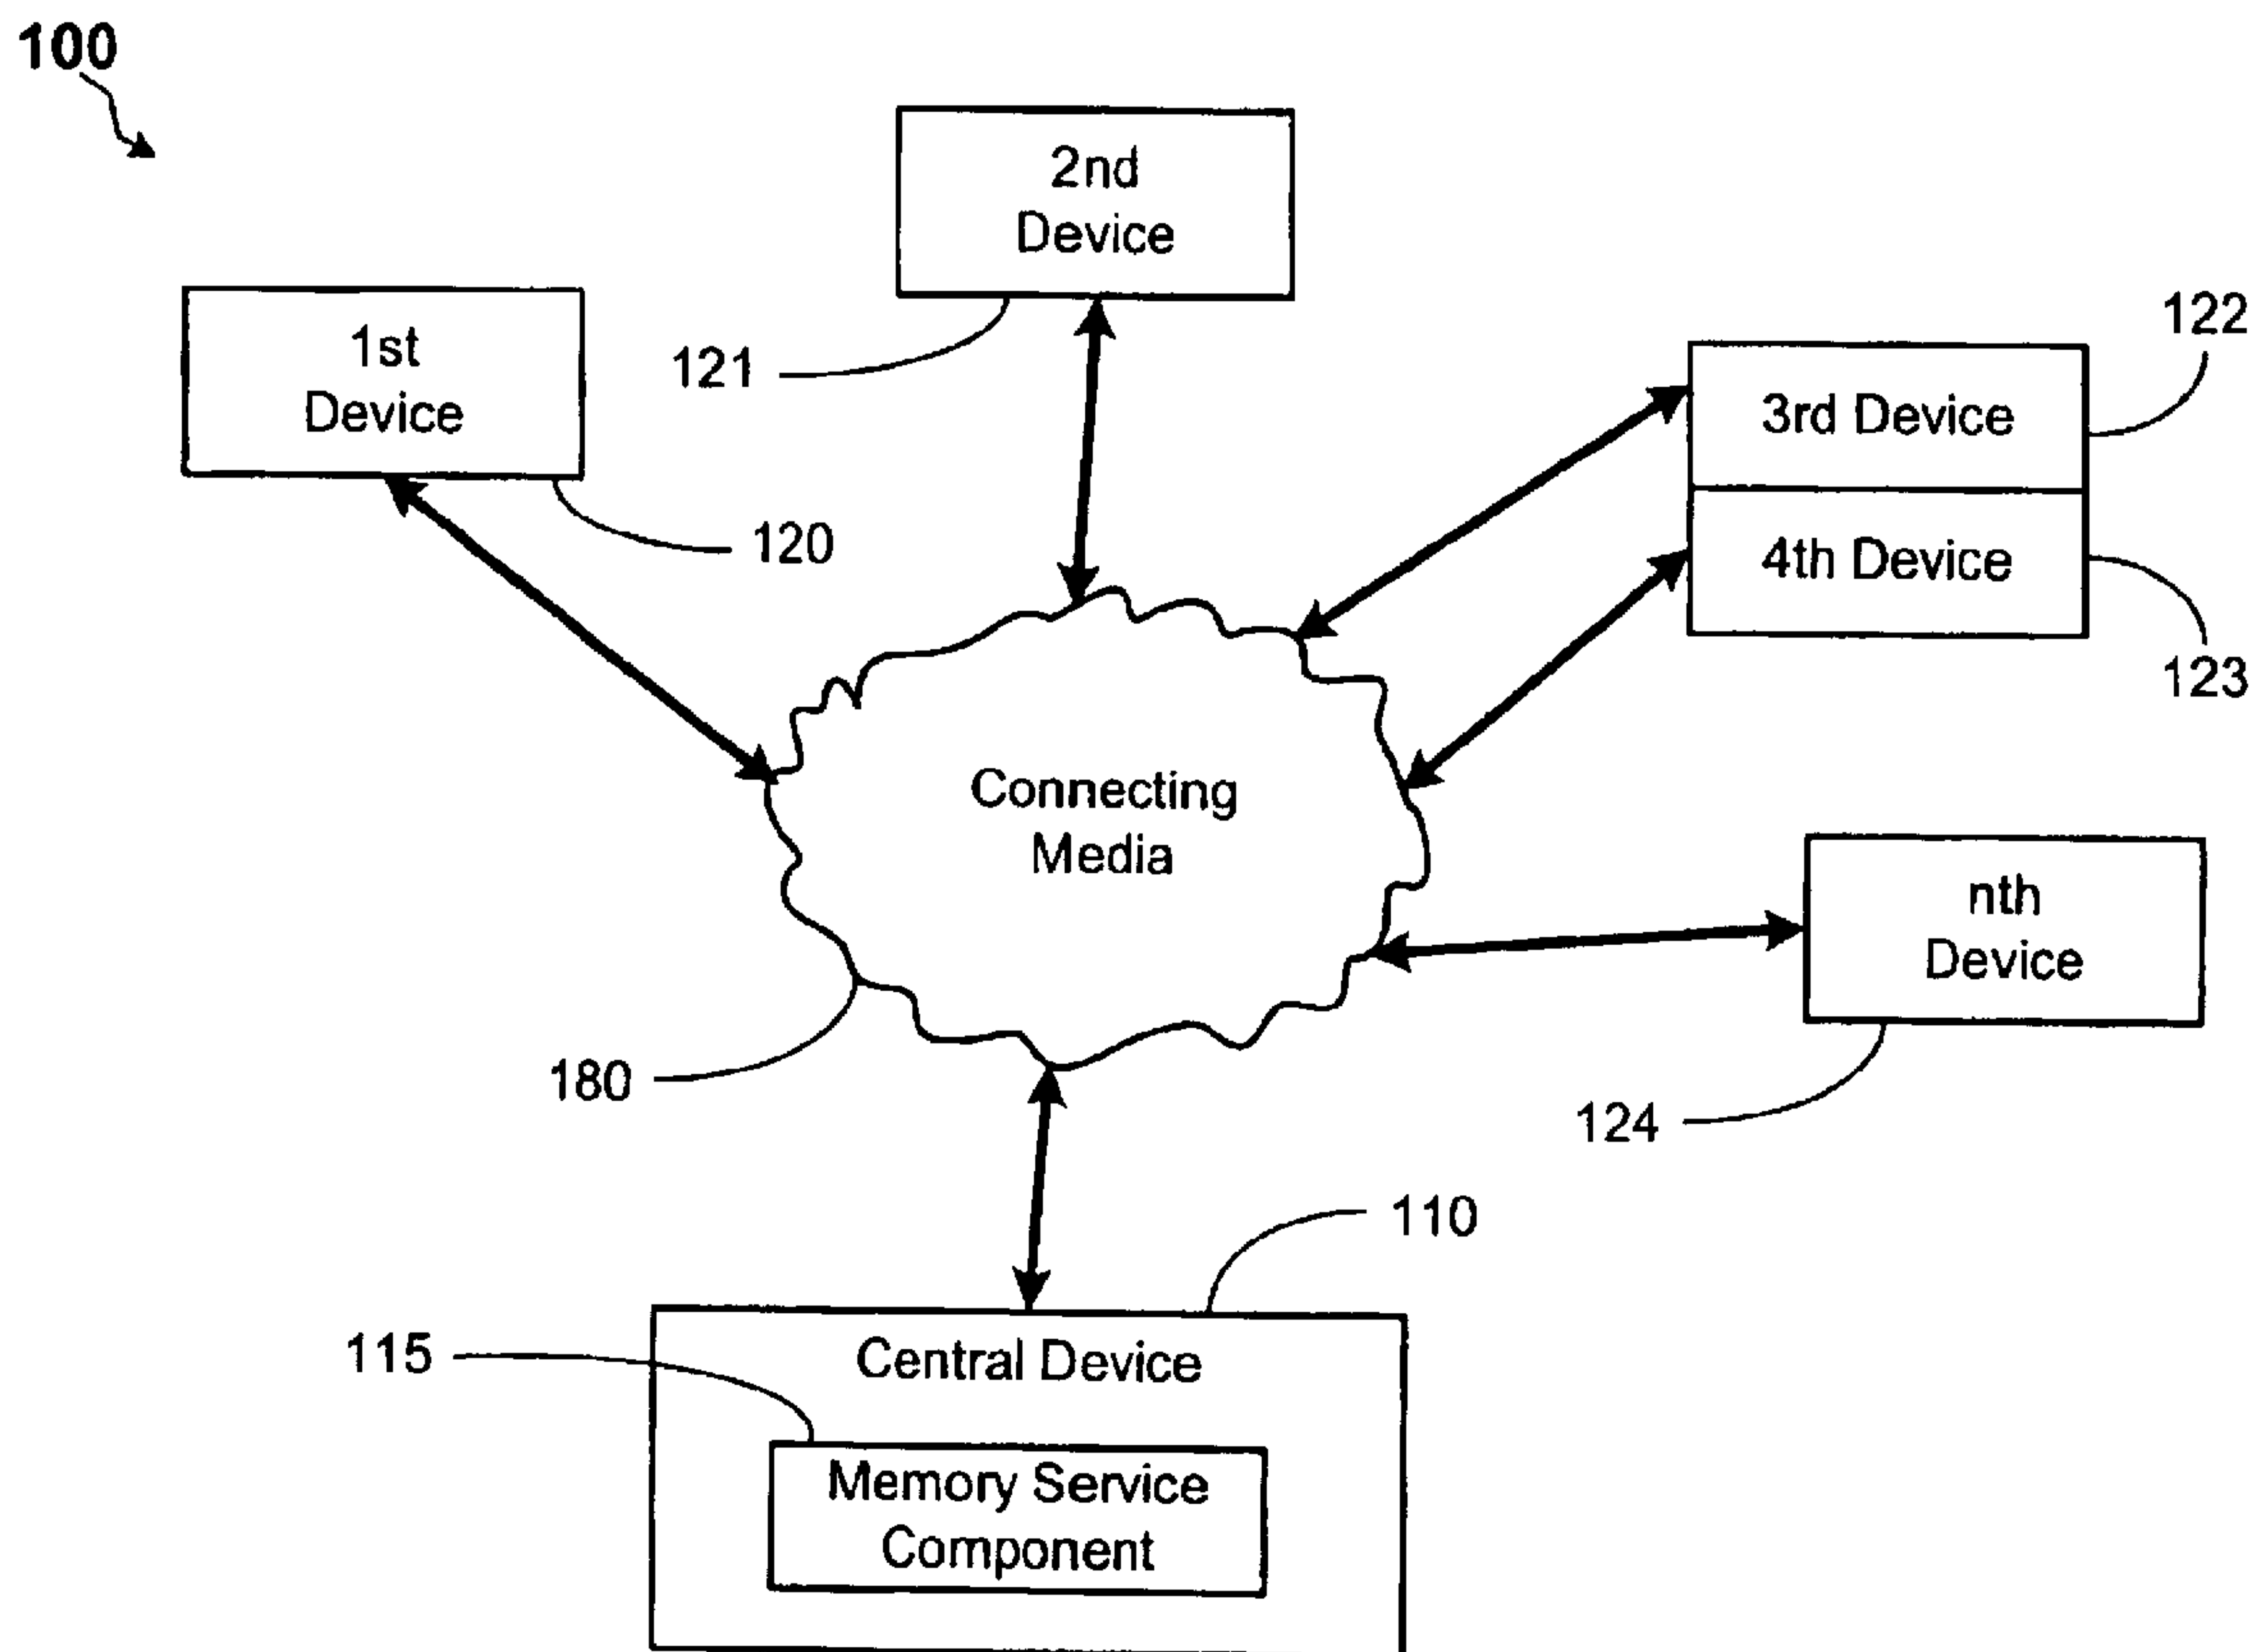 100
2nd
Device
1st
Device
121
122
3rd Device
120
4th Device
123
Connecting
Media
nth
Device
180
124
110
115
Central Device
Memory Service
Component